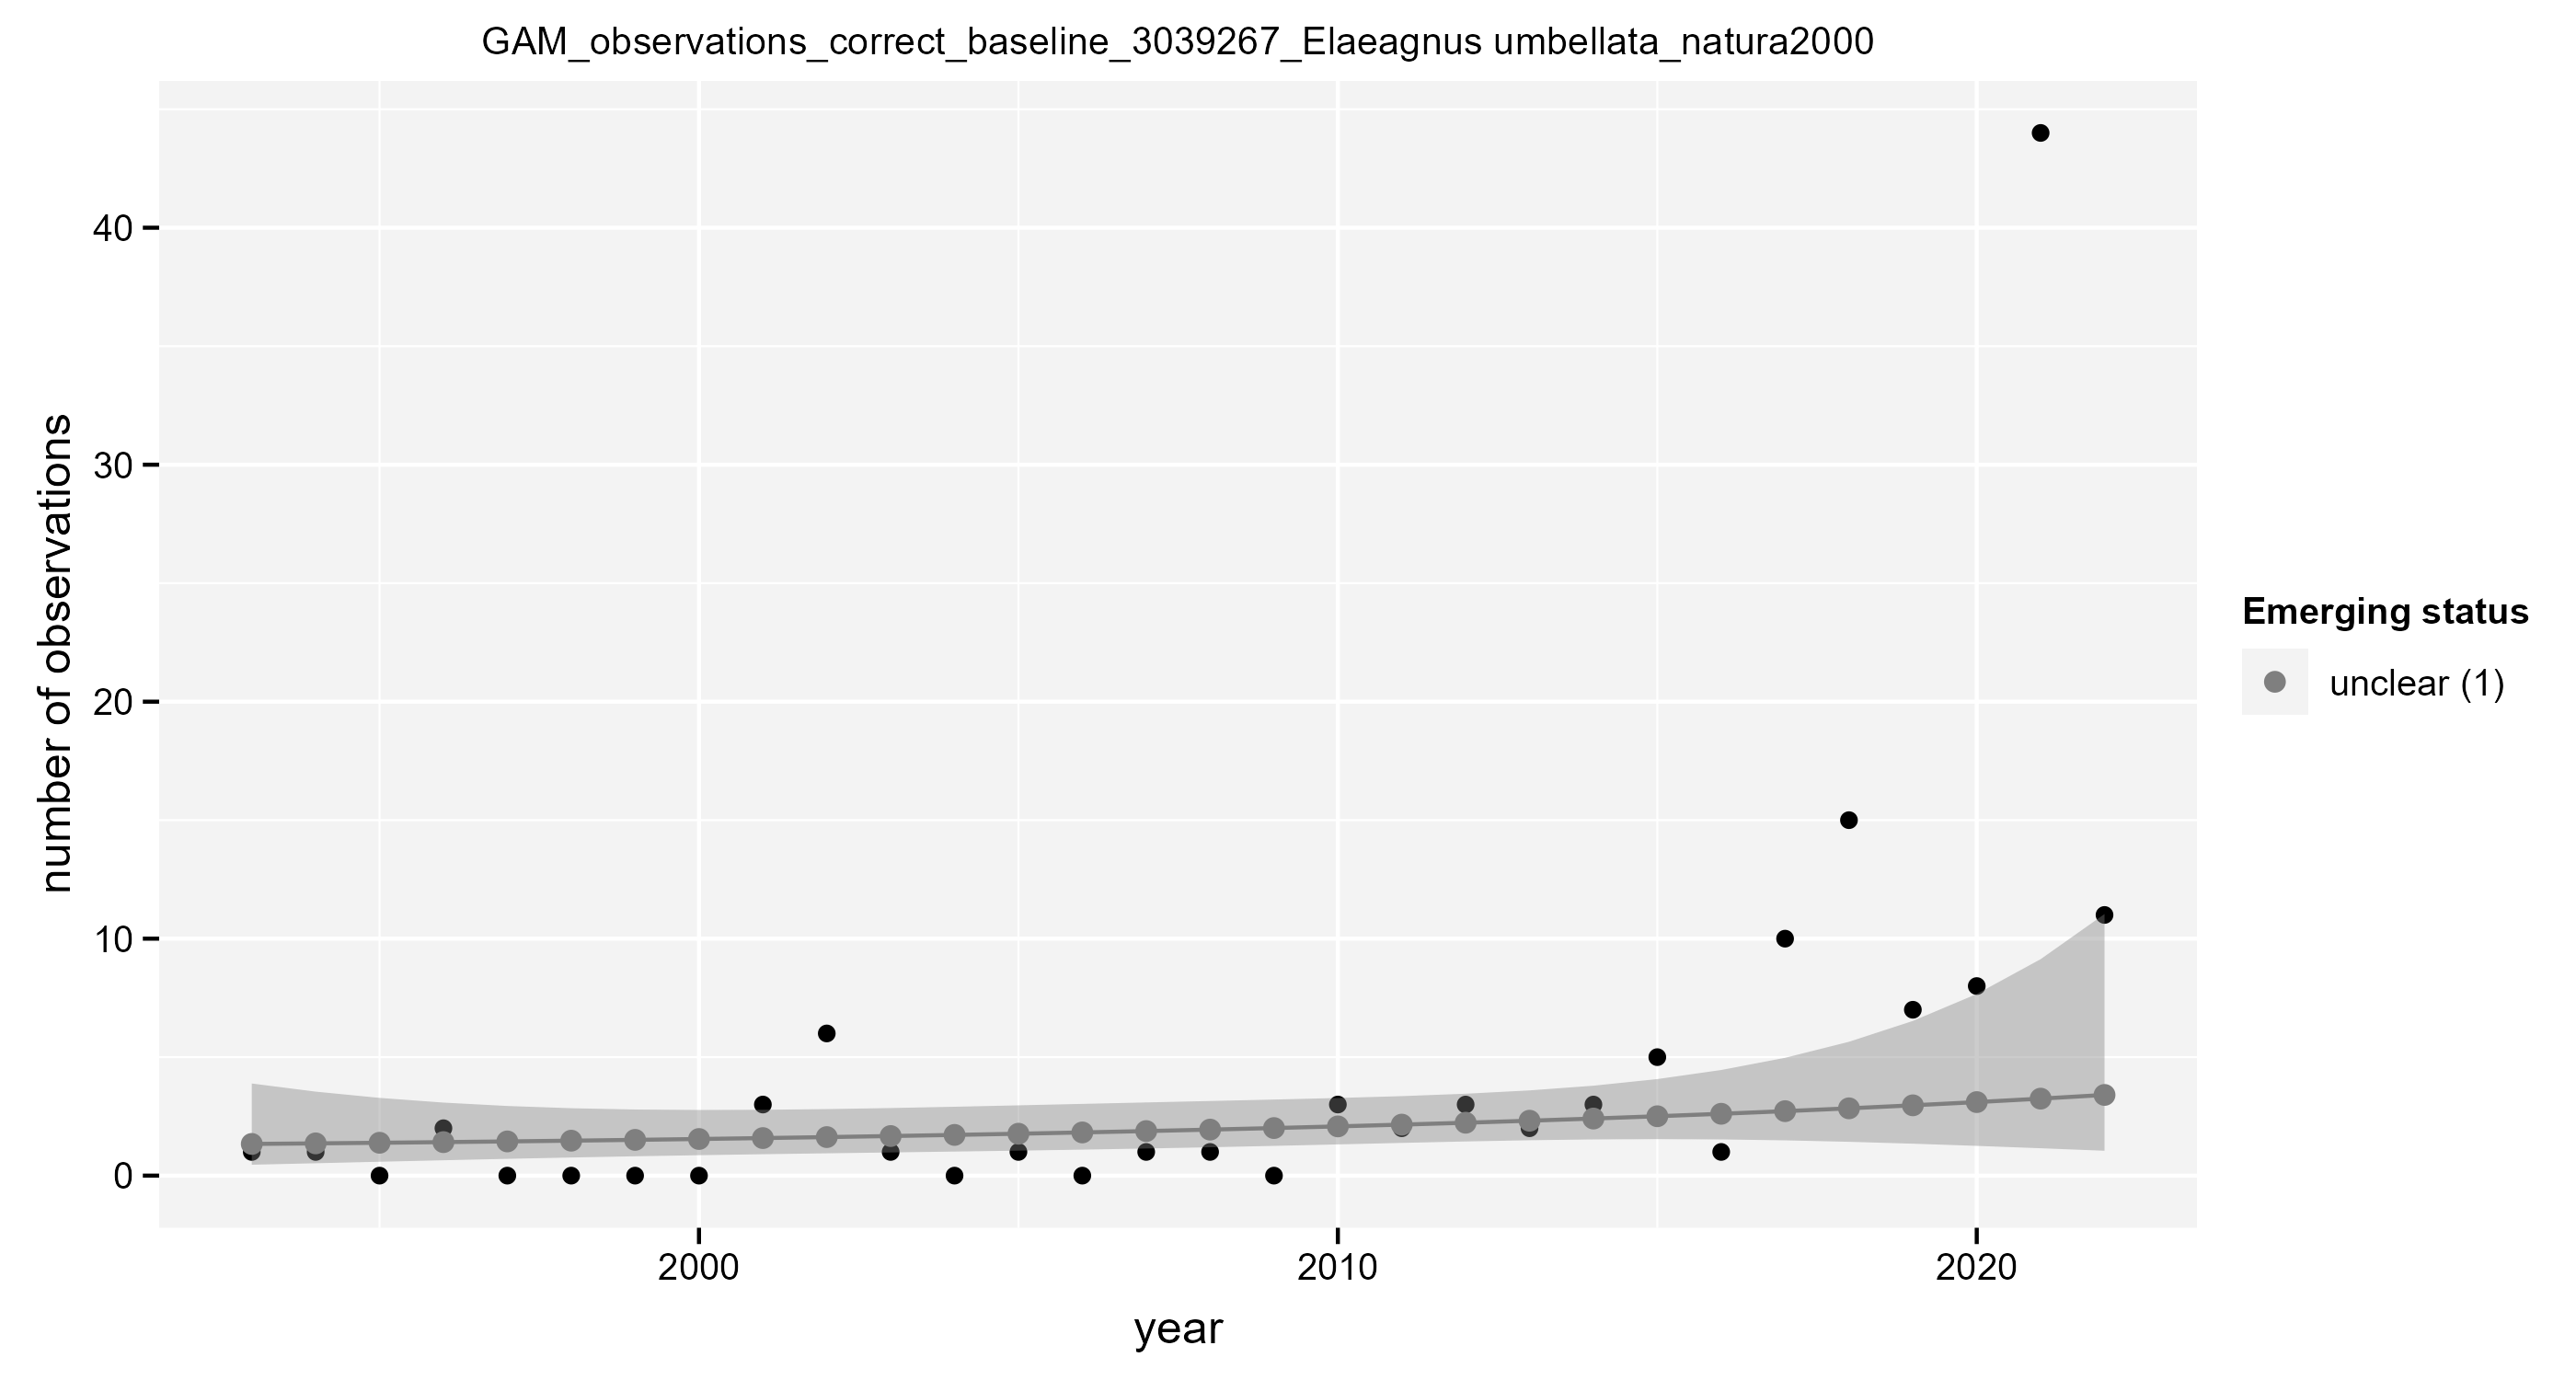 GAM_observations_correct_baseline_3039267_Elaeagnus umbellata_natura2000
number of observations
40
30
20
10
0
2000
2010
2020
year
Emerging status
unclear (1)